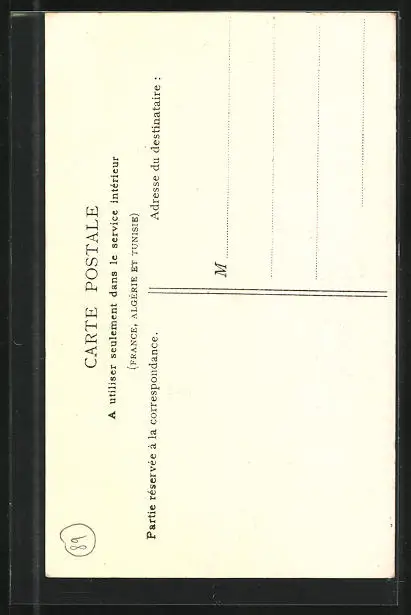 CARTE POSTALE
A utiliser seulement dans le service intérieur
(FRANCE, ALGÉRIE ET TUNISIE)
Partie réservée à la correspondance.
Adresse du destinataire :
M
89